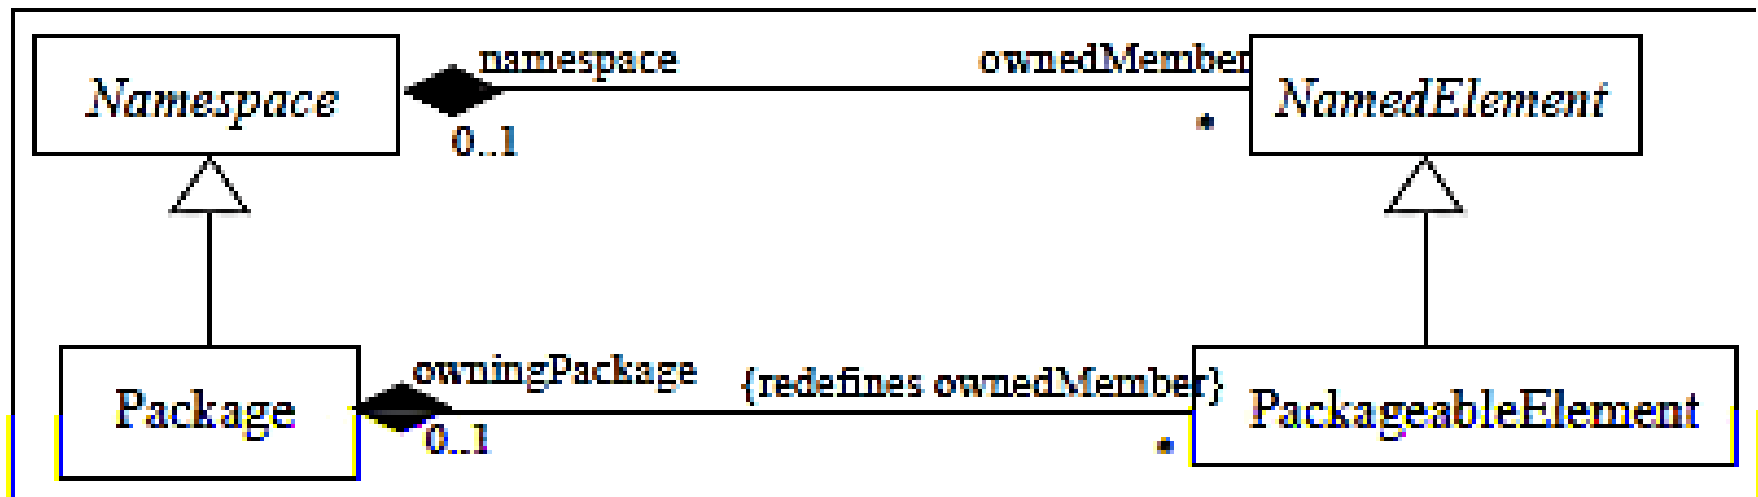 namespace
ownedMember
Namespace
NamedElement
0..1
*
owningPackage
{redefines ownedMember}
Package
PackageableElement
0..1
*